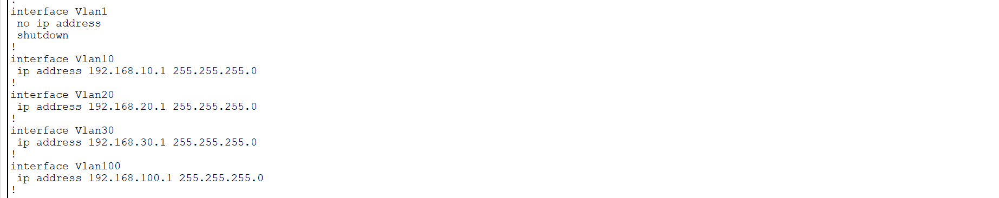 interface Vlan1
no ip address
shutdown
!
interface Vlan10
ip address 192.168.10.1 255.255.255.0
!
interface Vlan20
ip address 192.168.20.1 255.255.255.0
!
interface Vlan30
ip address 192.168.30.1 255.255.255.0
!
interface Vlan100
ip address 192.168.100.1 255.255.255.0
!